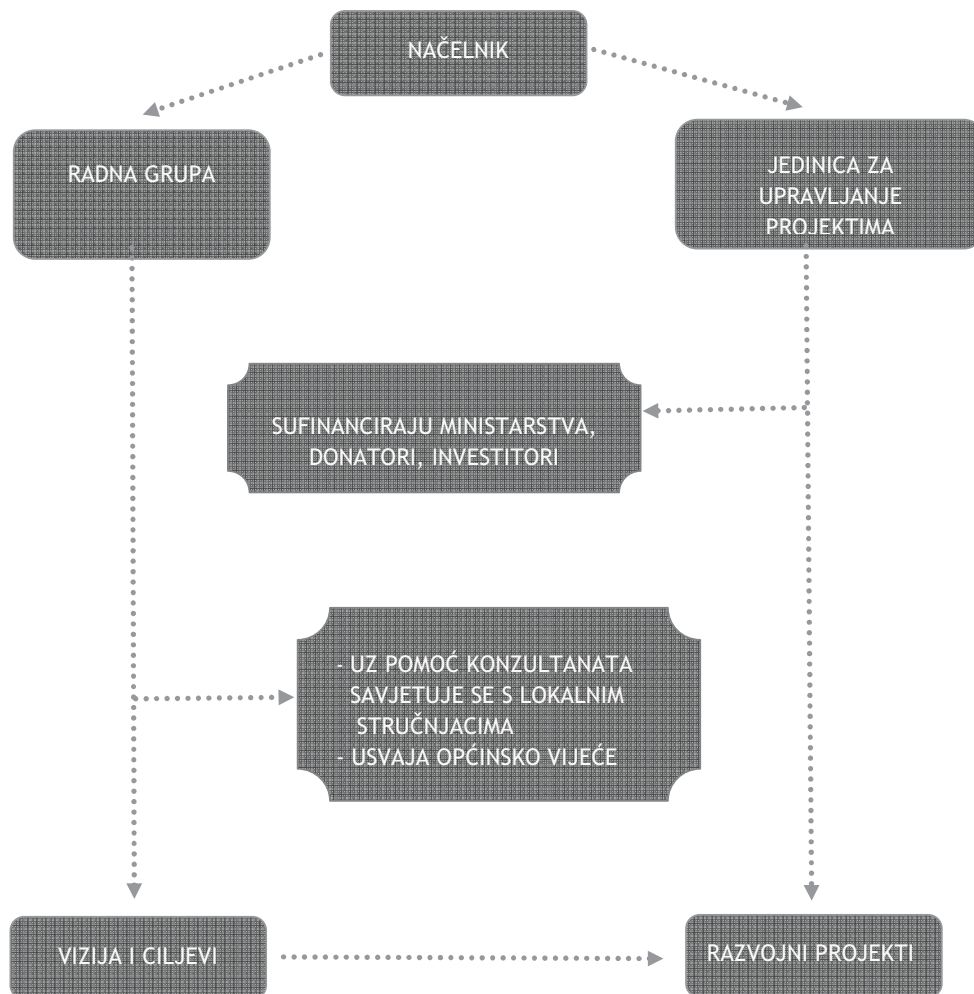 NAČELNIK
RADNA GRUPA
JEDINICA ZA
UPRAVLJANJE
PROJEKTIMA
SUFINANCIRAJU MINISTARSTVA,
DONATORI, INVESTITORI
- UZ POMOĆ KONZULTANATA
SAVJETUJE SE S LOKALNIM
STRUČNJACIMA
- USVAJA OPĆINSKO VIJEĆE
VIZIJA I CILJEVI
RAZVOJNI PROJEKTI